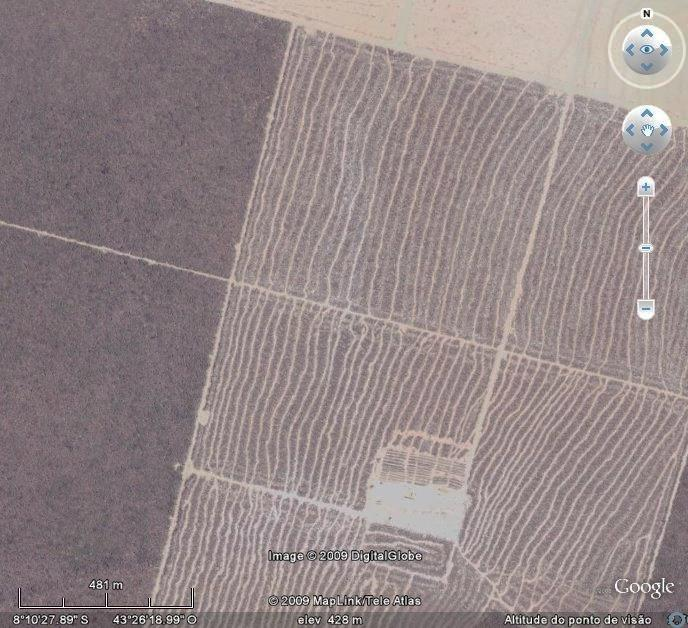 N
Image © 2009 DigitalGlobe
481 m
© 2009 MapLink/Tele Atlas
Google
8°10'27.89" S 43°26'18.99" O elev 428 m Altitude do ponto de visão